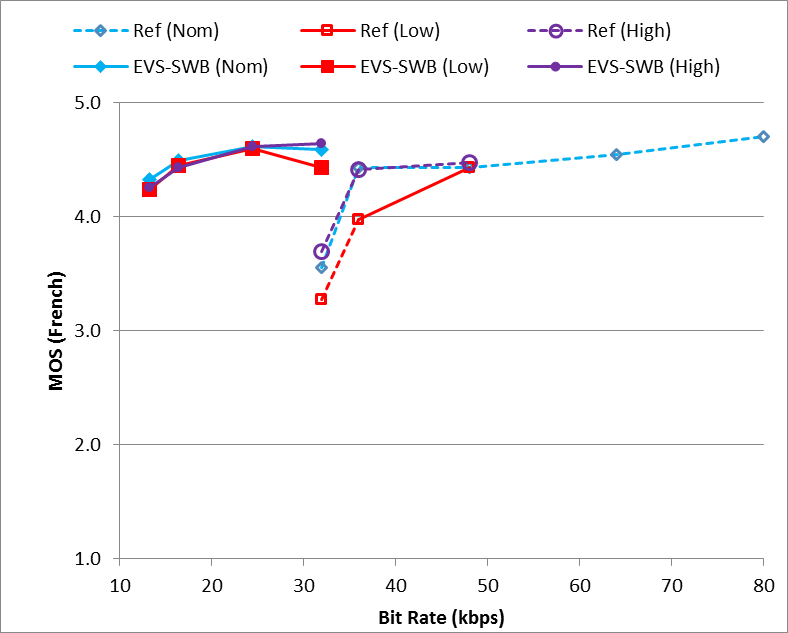 Ref (Nom) Ref (Low) Ref (High)
EVS-SWB (Nom) EVS-SWB (Low) EVS-SWB (High)
5.0
4.0
3.0
2.0
1.0
MOS (French)
10 20 30 40 50 60 70 80
Bit Rate (kbps)